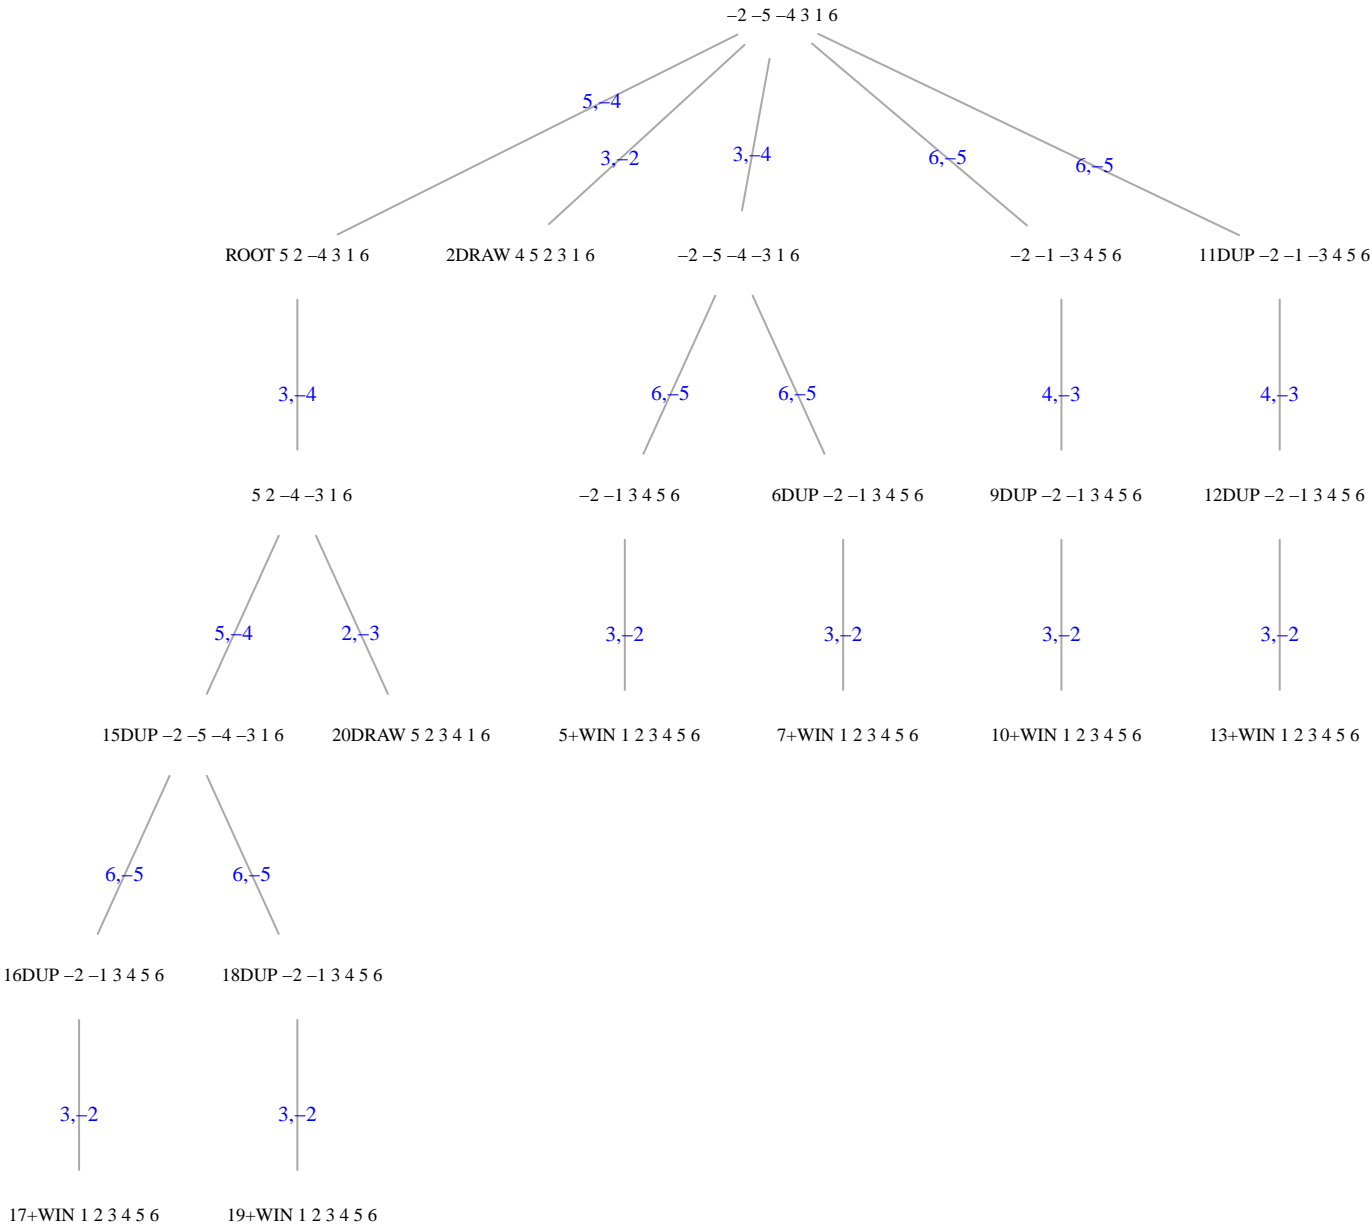 –2 –5 –4 3 1 6
5,–4
3,–2
3,–4
6,–5
6,–5
ROOT 5 2 –4 3 1 6
2DRAW 4 5 2 3 1 6
–2 –5 –4 –3 1 6
–2 –1 –3 4 5 6
11DUP –2 –1 –3 4 5 6
3,–4
6,–5
6,–5
4,–3
4,–3
5 2 –4 –3 1 6
–2 –1 3 4 5 6
6DUP –2 –1 3 4 5 6
9DUP –2 –1 3 4 5 6
12DUP –2 –1 3 4 5 6
5,–4
2,–3
3,–2
3,–2
3,–2
3,–2
15DUP –2 –5 –4 –3 1 6
20DRAW 5 2 3 4 1 6
5+WIN 1 2 3 4 5 6
7+WIN 1 2 3 4 5 6
10+WIN 1 2 3 4 5 6
13+WIN 1 2 3 4 5 6
6,–5
6,–5
16DUP –2 –1 3 4 5 6
18DUP –2 –1 3 4 5 6
3,–2
3,–2
17+WIN 1 2 3 4 5 6
19+WIN 1 2 3 4 5 6